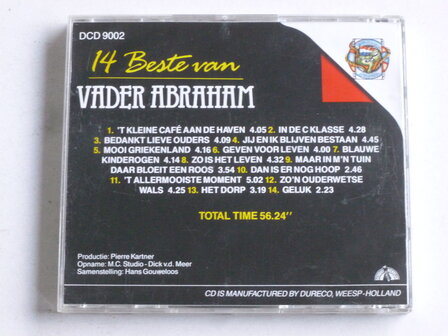 DCD 9002
14 Beste van
VADER ABRAHAM
1. 'T KLEINE CAFÉ AAN DE HAVEN 4.05 2. IN DE C KLASSE 4.28
3. BEDANKT LIEVE OUDERS 4.09 4. JIJ EN IK BLIJVEN BESTAAN 4.45
5. MOOI GRIEKENLAND 4.16 6. GEVEN VOOR LEVEN 4.00 7. BLAUWE
KINDEROGEN 4.14 8. ZO IS HET LEVEN 4.32 9. MAAR IN M'N TUIN
DAAR BLOEIT EEN ROOS 3.54 10. DAN IS ER NOG HOOP 2.46
11. 'T ALLERMOOISTE MOMENT 5.02 12. ZO'N OUDERWETSE
WALS 4.25 13. HET DORP 3.19 14. GELUK 2.23
TOTAL TIME 56.24''
Productie: Pierre Kartner
Opname: M.C. Studio - Dick v.d. Meer
Samenstelling: Hans Gouweloos
CD IS MANUFACTURED BY DURECO, WEESP-HOLLAND